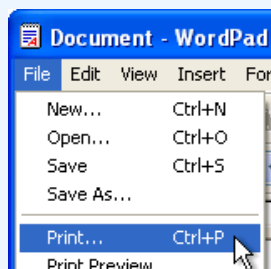 Document - WordPad
File Edit View Insert For
New... Ctrl+N
Open... Ctrl+O
Save Ctrl+S
Save As...
Print... Ctrl+P
Print Preview